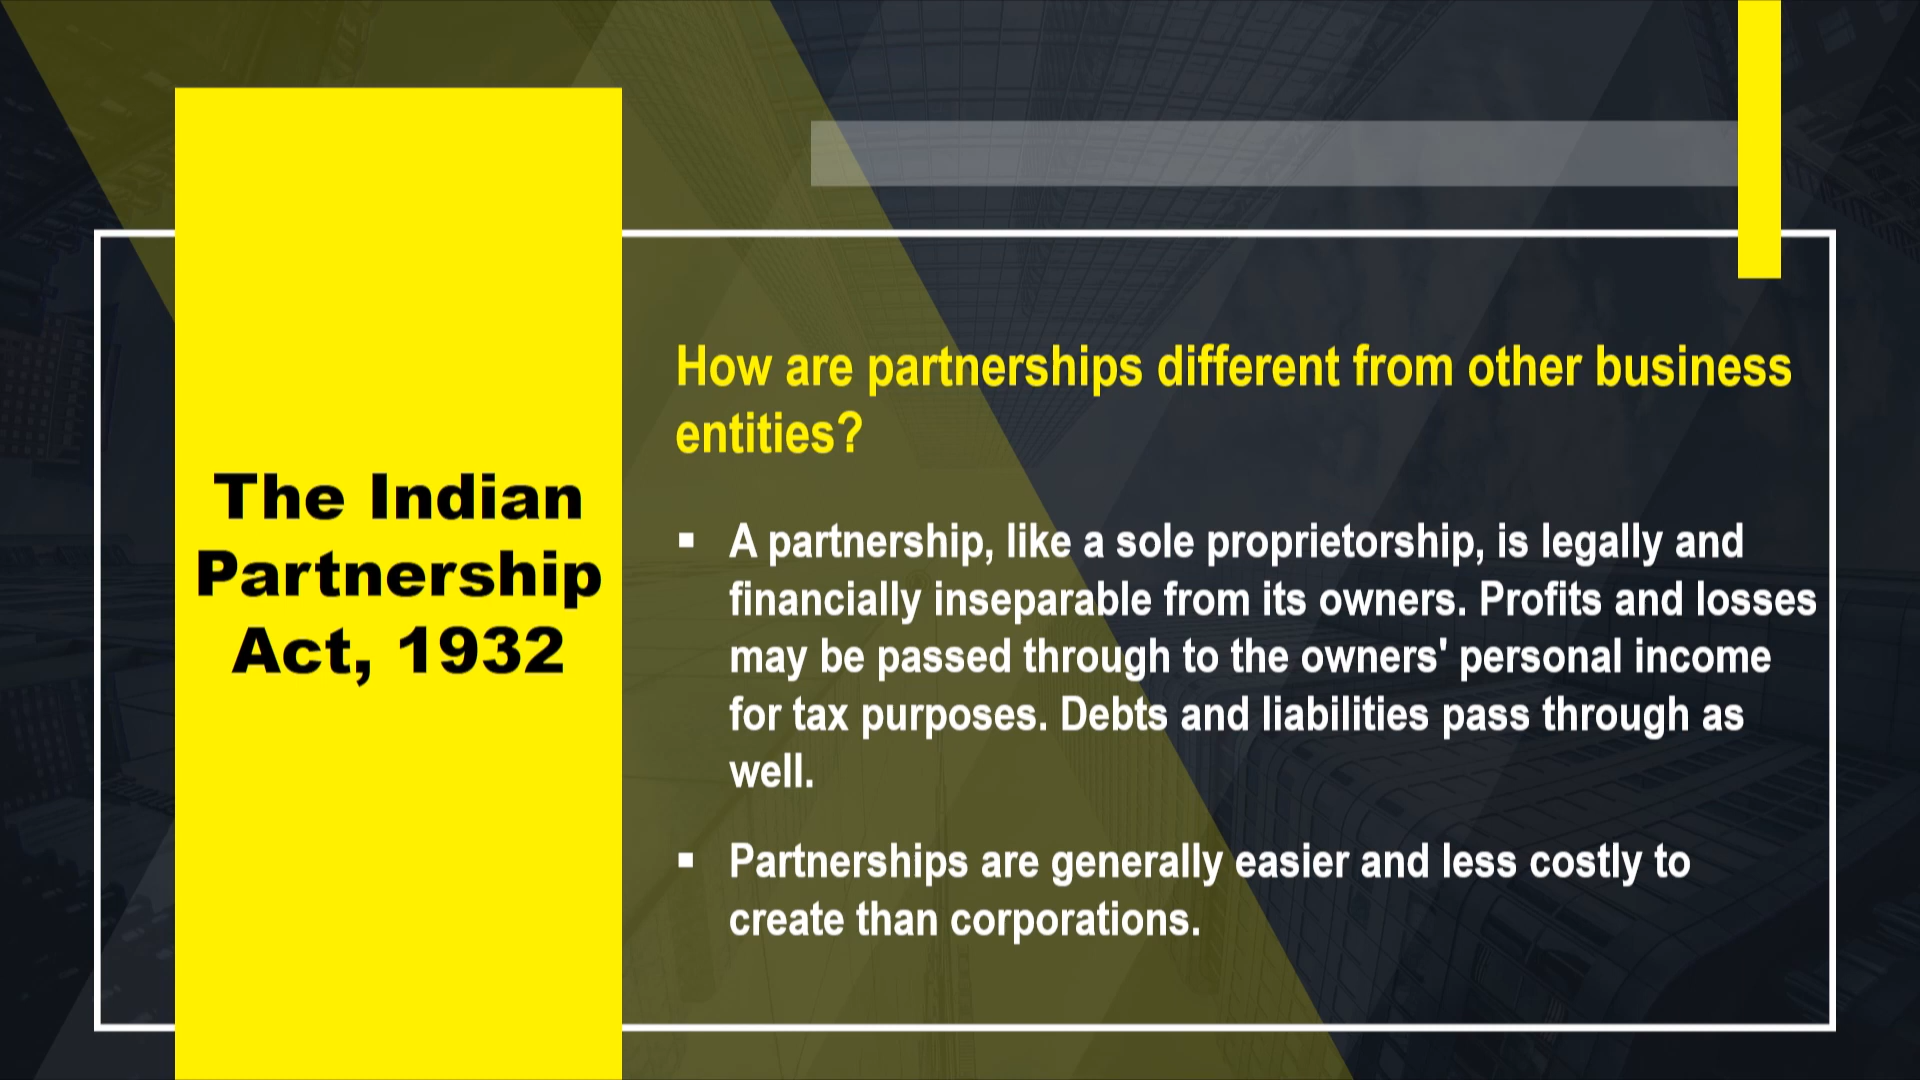 The Indian
Partnership
Act, 1932
How are partnerships different from other business
entities?
▪ A partnership, like a sole proprietorship, is legally and
financially inseparable from its owners. Profits and losses
may be passed through to the owners' personal income
for tax purposes. Debts and liabilities pass through as
well.
▪ Partnerships are generally easier and less costly to
create than corporations.